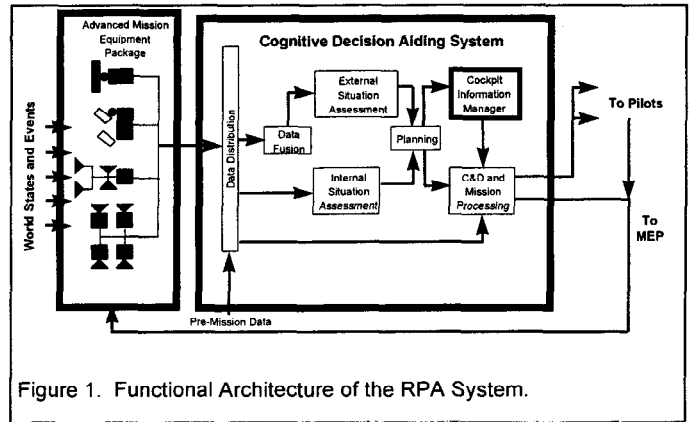 Advanced Mission
Equipment
Package
Cognitive Decision Aiding System
World States and Events
Data Distribution
Data
Fusion
External
Situation
Assessment
Internal
Situation
Assessment
Planning
Cockpit
Information
Manager
C&D and
Mission
Processing
To Pilots
To
MEP
Pre-Mission Data
Figure 1. Functional Architecture of the RPA System.